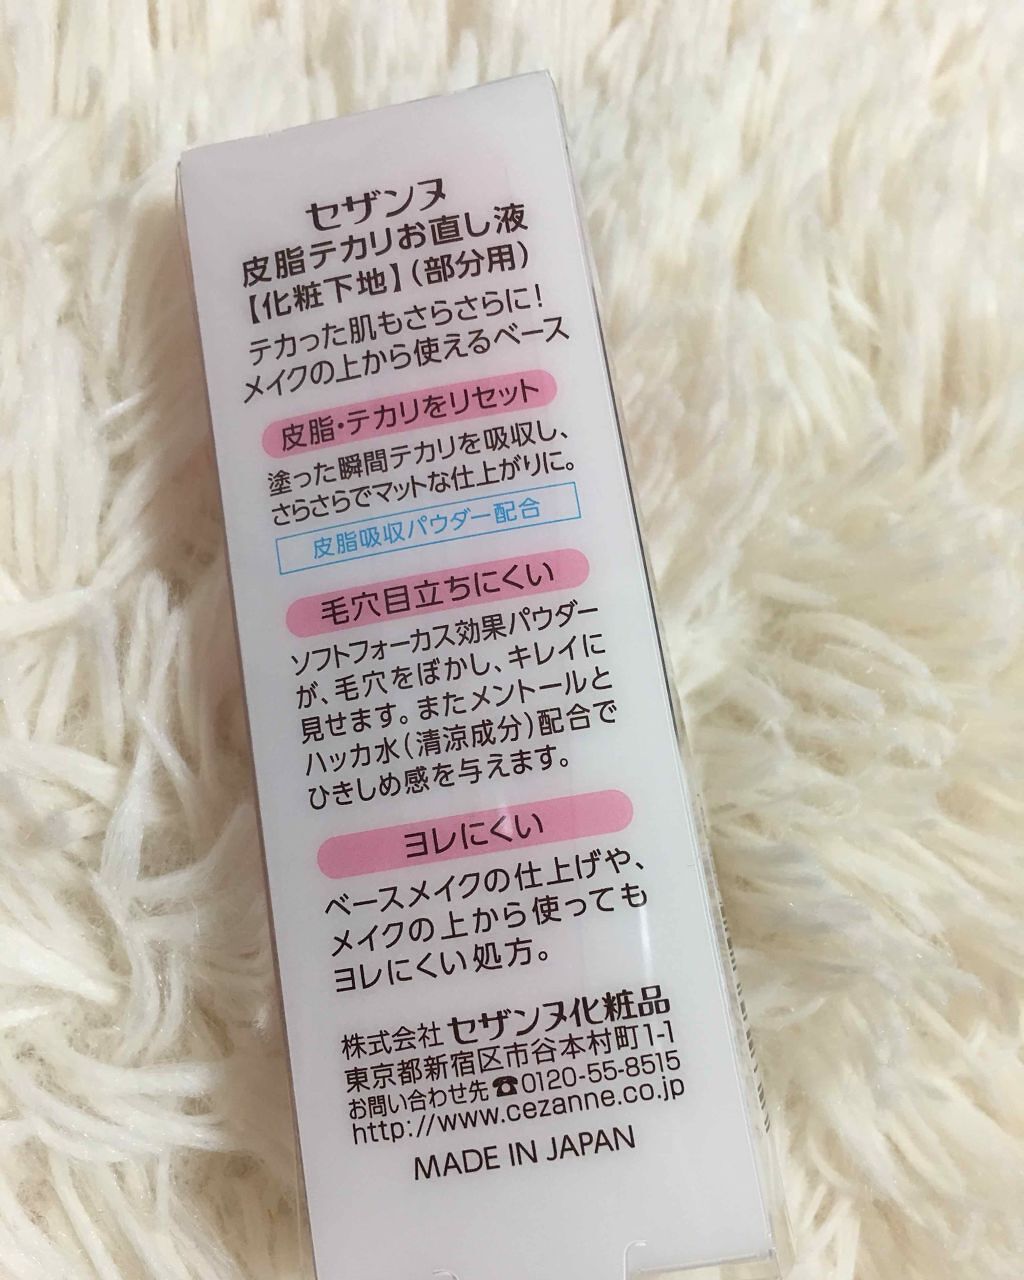 セザンヌ
皮脂テカリお直し液
【化粧下地】(部分用)
テカった肌もさらさらに！
メイクの上から使えるベース
皮脂・テカリをリセット
塗った瞬間テカリを吸収し、
さらさらでマットな仕上がりに。
皮脂吸収パウダー配合
毛穴目立ちにくい
ソフトフォーカス効果パウダー
が、毛穴をぼかし、キレイに
見せます。またメントールと
ハッカ水(清涼成分)配合で
ひきしめ感を与えます。
ヨレにくい
ベースメイクの仕上げや、
メイクの上から使っても
ヨレにくい処方。
株式会社 セザンヌ化粧品
東京都新宿区市谷本村町1-1
お問い合わせ先☎0120-55-8515
http://www.cezanne.co.jp
MADE IN JAPAN